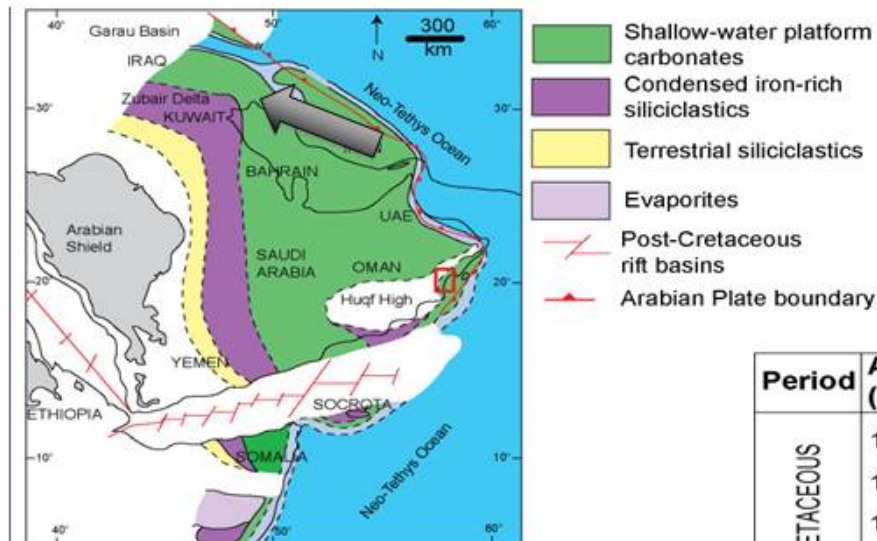 40°
50°
60°
Garau Basin
IRAQ
300
km
N
30°
30°
Zubair Delta
KUWAIT
Neo-Tethys Ocean
BAHRAIN
UAE
Arabian
Shield
SAUDI
ARABIA
OMAN
20°
20°
Huqf High
YEMEN
ETHIOPIA
SOCROTA
SOMALIA
10°
10°
Neo-Tethys Ocean
40°
50°
60°
Shallow-water platform
carbonates
Condensed iron-rich
siliciclastics
Terrestrial siliciclastics
Evaporites
Post-Cretaceous
rift basins
Arabian Plate boundary
Period